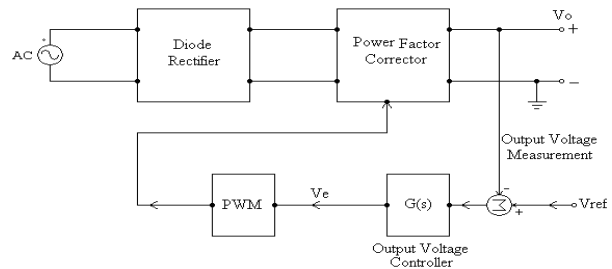 Vo
Diode
Rectifier
Power Factor
Corrector
+
AC
-
Output Voltage
Measurement
-
PWM
Ve
G(s)
Σ
+
Vref
Output Voltage
Controller